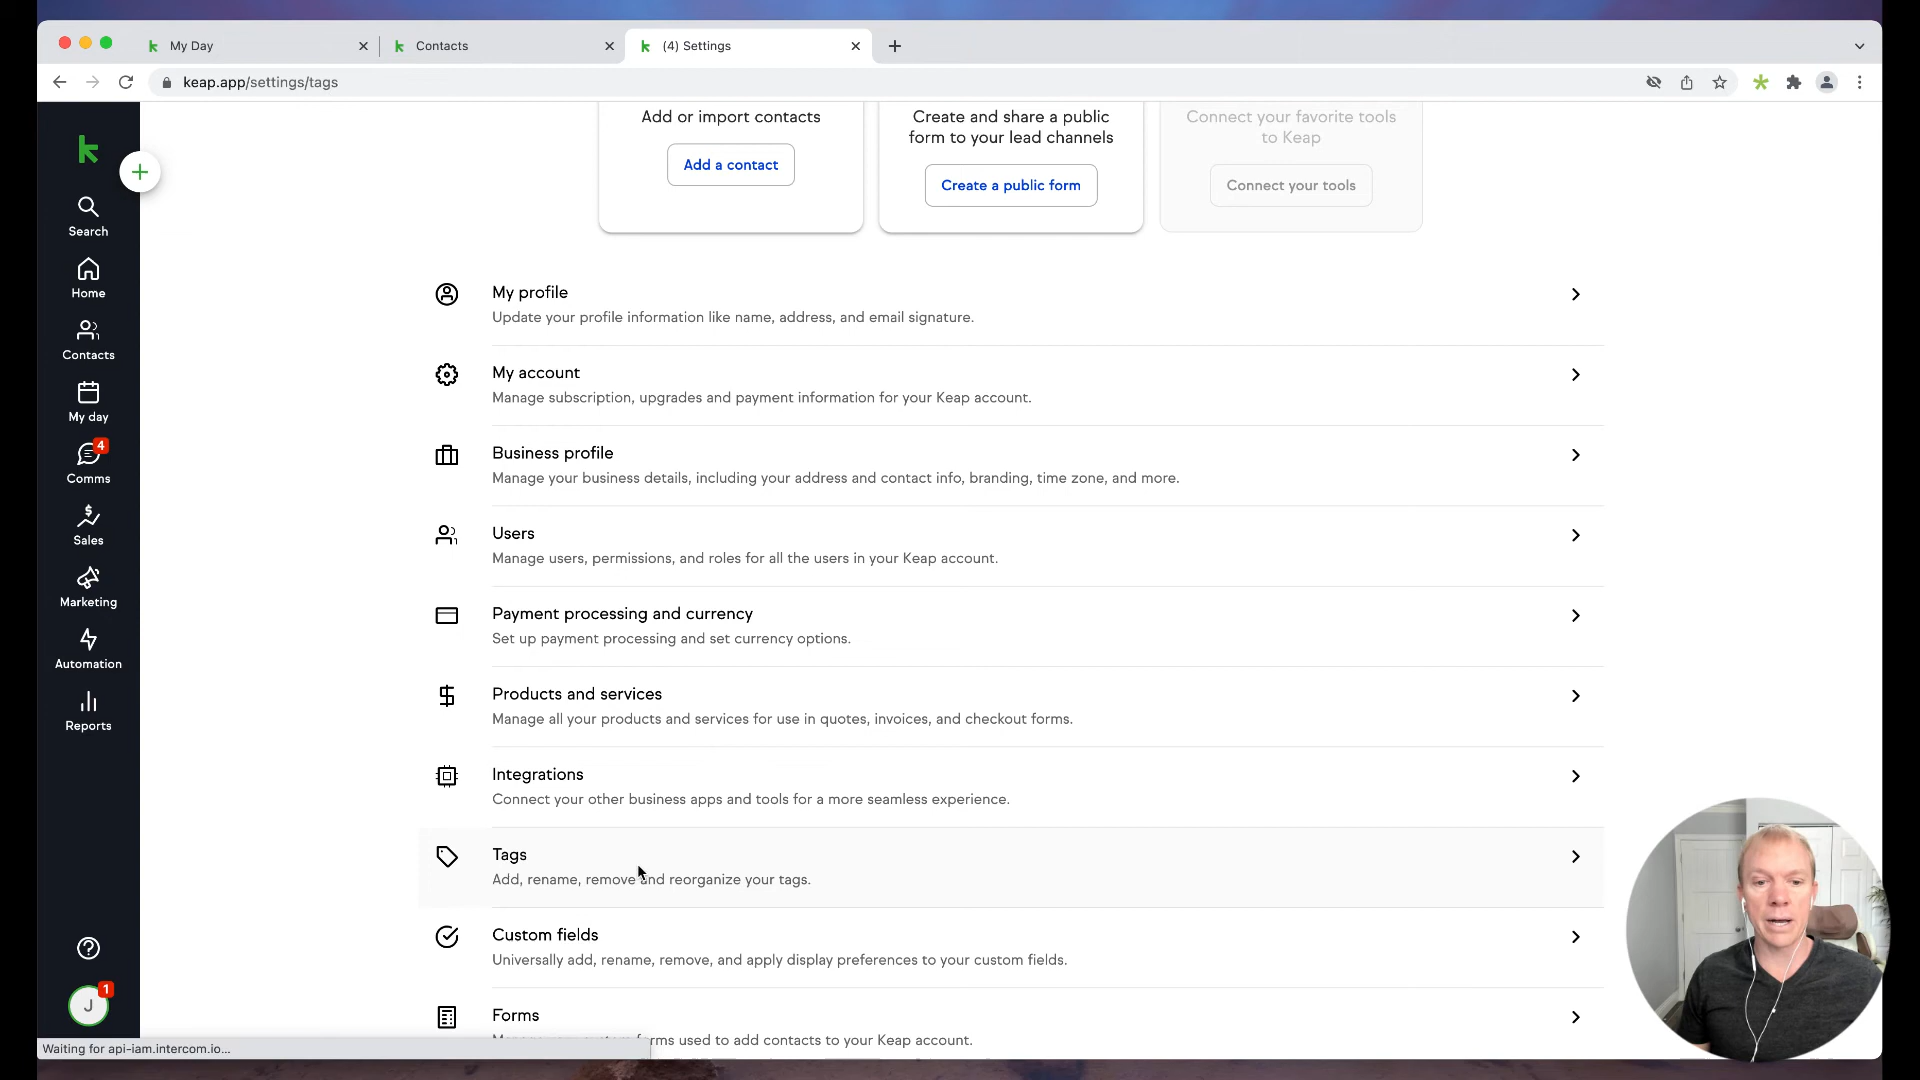 My Day
Contacts
(4) Settings
keap.app/settings/tags
Add or import contacts
Add a contact
Create and share a public
form to your lead channels
Create a public form
Connect your favorite tools
to Keap
Connect your tools
Search
Home
Contacts
My day
4
Comms
Sales
Marketing
Automation
Reports
1
J
My profile
Update your profile information like name, address, and email signature.
My account
Manage subscription, upgrades and payment information for your Keap account.
Business profile
Manage your business details, including your address and contact info, branding, time zone, and more.
Users
Manage users, permissions, and roles for all the users in your Keap account.
Payment processing and currency
Set up payment processing and set currency options.
Products and services
Manage all your products and services for use in quotes, invoices, and checkout forms.
Integrations
Connect your other business apps and tools for a more seamless experience.
Tags
Add, rename, remove and reorganize your tags.
Custom fields
Universally add, rename, remove, and apply display preferences to your custom fields.
Forms
used to add contacts to your Keap account.
Waiting for api-iam.intercom.io...